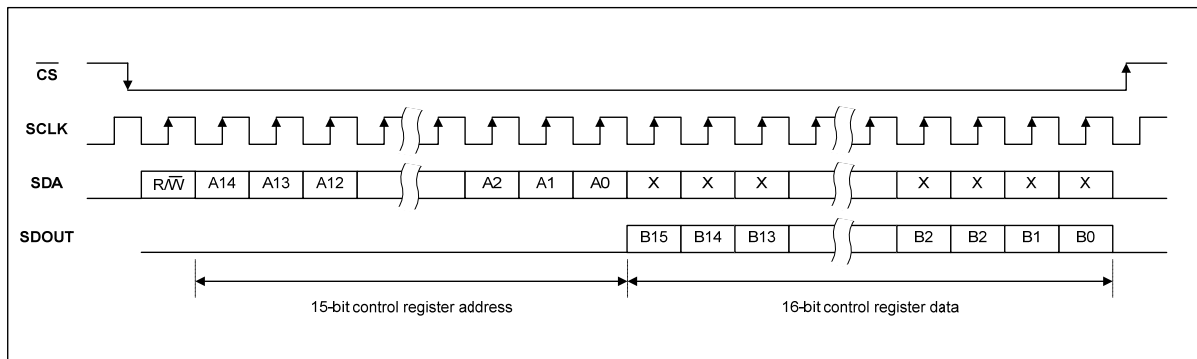 CS
SCLK
SDA R/W A14 A13 A12 A2 A1 A0 X X X X X X X
SDOUT B15 B14 B13 B2 B2 B1 B0
15-bit control register address 16-bit control register data